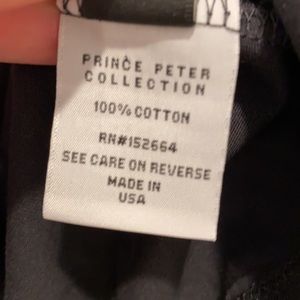 PRINCE PETER
COLLECTION
100% COTTON
RN#152664
SEE CARE ON REVERSE
MADE IN
USA